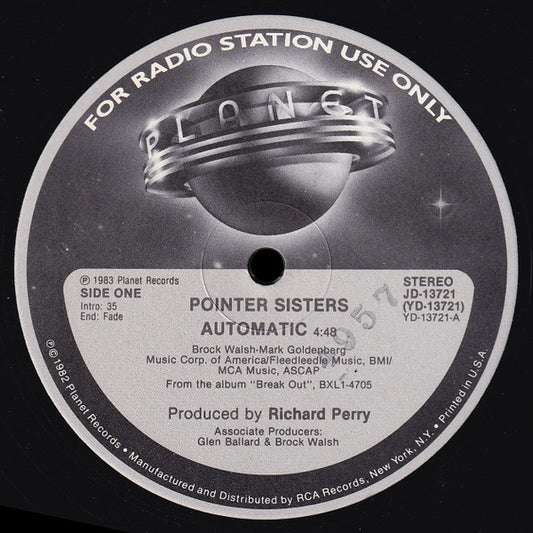 FOR RADIO STATION USE ONLY
PLANET
℗ 1983 Planet Records
SIDE ONE
Intro: 35
End: Fade
STEREO
JD-13721
(YD-13721)
YD-13721-A
POINTER SISTERS
AUTOMATIC 4:48
Brock Walsh-Mark Goldenberg
Music Corp. of America/Fleedleedle Music, BMI/
MCA Music, ASCAP
From the album "Break Out", BXL1-4705
Produced by Richard Perry
Associate Producers:
Glen Ballard & Brock Walsh
℗ © 1982 Planet Records • Manufactured and Distributed by RCA Records, New York, N.Y. • Printed in U.S.A.